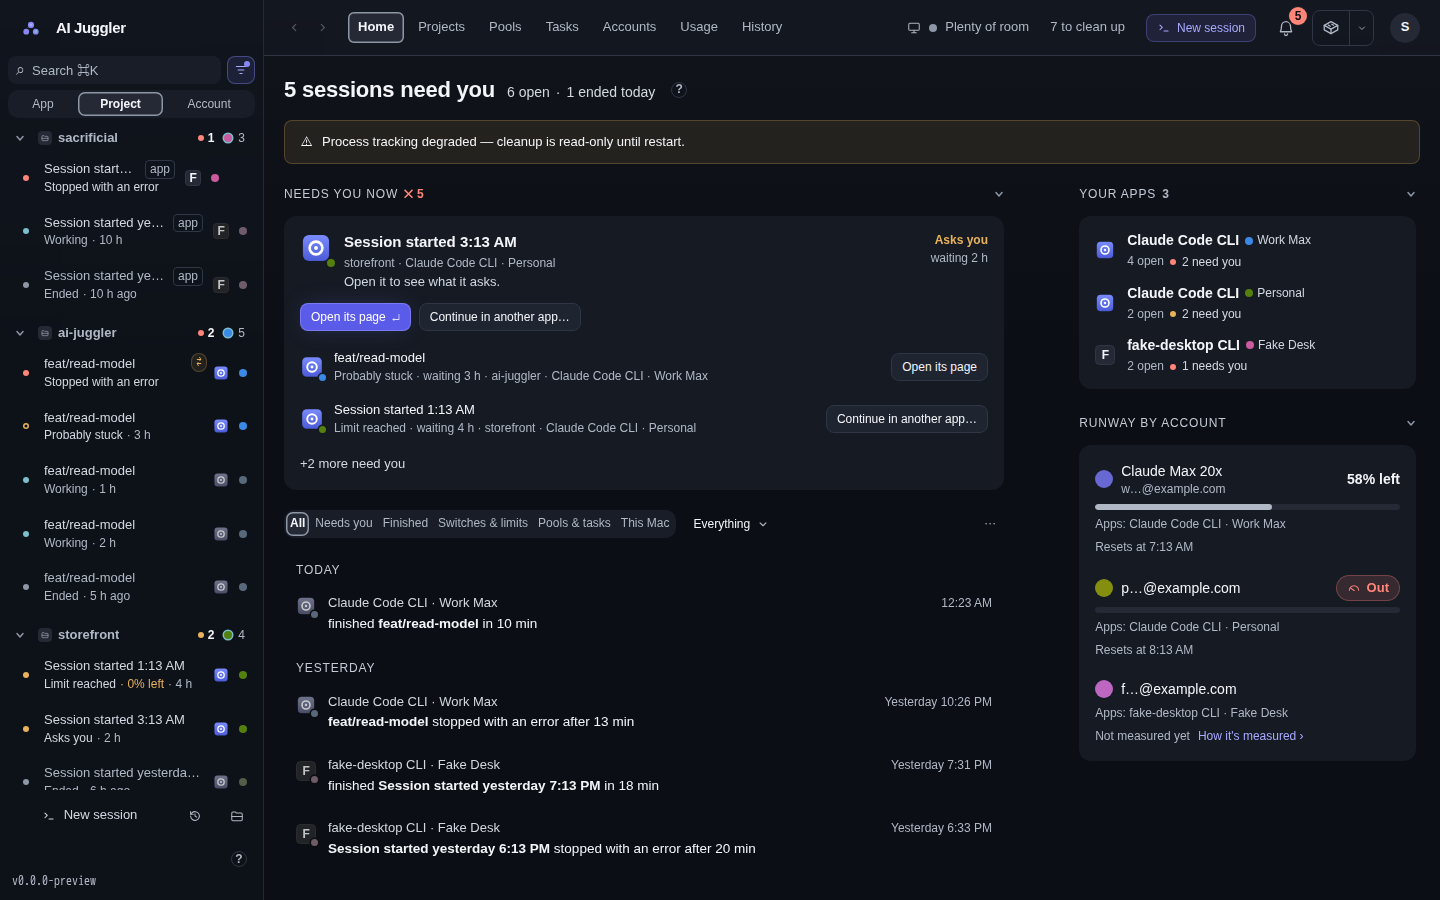 AI Juggler
Search ⌘K
App
Project
Account
sacrificial
1
3
Session start…
app
Stopped with an error
F
Session started ye…
app
Working · 10 h
F
Session started ye…
app
Ended · 10 h ago
F
ai-juggler
2
5
feat/read-model
Stopped with an error
feat/read-model
Probably stuck · 3 h
feat/read-model
Working · 1 h
feat/read-model
Working · 2 h
feat/read-model
Ended · 5 h ago
storefront
2
4
Session started 1:13 AM
Limit reached · 0% left · 4 h
Session started 3:13 AM
Asks you · 2 h
Session started yesterda…
Ended · 6 h ago
New session
?
v0.0.0-preview
Home
Projects
Pools
Tasks
Accounts
Usage
History
Plenty of room
7 to clean up
New session
5
S
5 sessions need you
6 open · 1 ended today
?
Process tracking degraded — cleanup is read-only until restart.
NEEDS YOU NOW
5
Session started 3:13 AM
storefront · Claude Code CLI · Personal
Open it to see what it asks.
Asks you
waiting 2 h
Open its page
Continue in another app…
feat/read-model
Probably stuck · waiting 3 h · ai-juggler · Claude Code CLI · Work Max
Open its page
Session started 1:13 AM
Limit reached · waiting 4 h · storefront · Claude Code CLI · Personal
Continue in another app…
+2 more need you
All
Needs you
Finished
Switches & limits
Pools & tasks
This Mac
Everything
…
TODAY
Claude Code CLI · Work Max
12:23 AM
finished feat/read-model in 10 min
YESTERDAY
Claude Code CLI · Work Max
Yesterday 10:26 PM
feat/read-model stopped with an error after 13 min
F
fake-desktop CLI · Fake Desk
Yesterday 7:31 PM
finished Session started yesterday 7:13 PM in 18 min
F
fake-desktop CLI · Fake Desk
Yesterday 6:33 PM
Session started yesterday 6:13 PM stopped with an error after 20 min
YOUR APPS 3
Claude Code CLI
Work Max
4 open
2 need you
Claude Code CLI
Personal
2 open
2 need you
F
fake-desktop CLI
Fake Desk
2 open
1 needs you
RUNWAY BY ACCOUNT
Claude Max 20x
w…@example.com
58% left
Apps: Claude Code CLI · Work Max
Resets at 7:13 AM
p…@example.com
Out
Apps: Claude Code CLI · Personal
Resets at 8:13 AM
f…@example.com
Apps: fake-desktop CLI · Fake Desk
Not measured yet
How it's measured ›